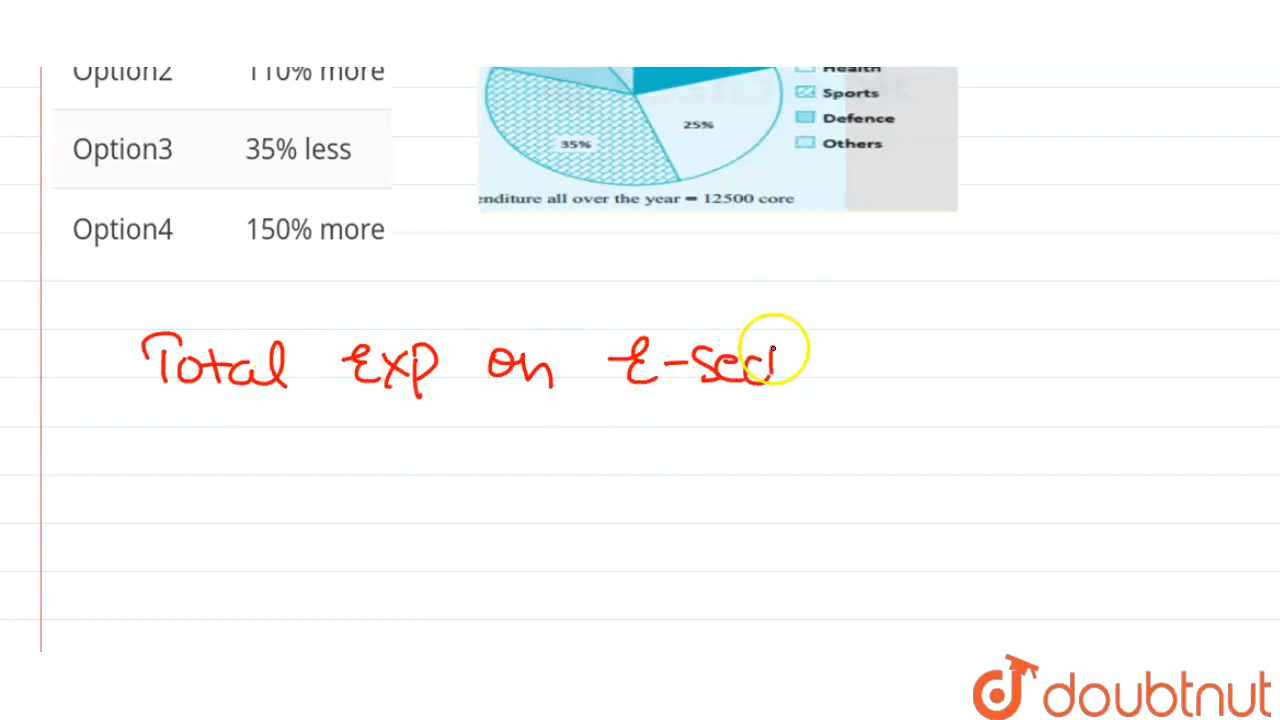 Option2 110% more
Option3 35% less
Option4 150% more
Health
Sports
Defence
Others
25%
35%
enditure all over the year = 12500 core
Total Exp on E-Sec
doubtnut